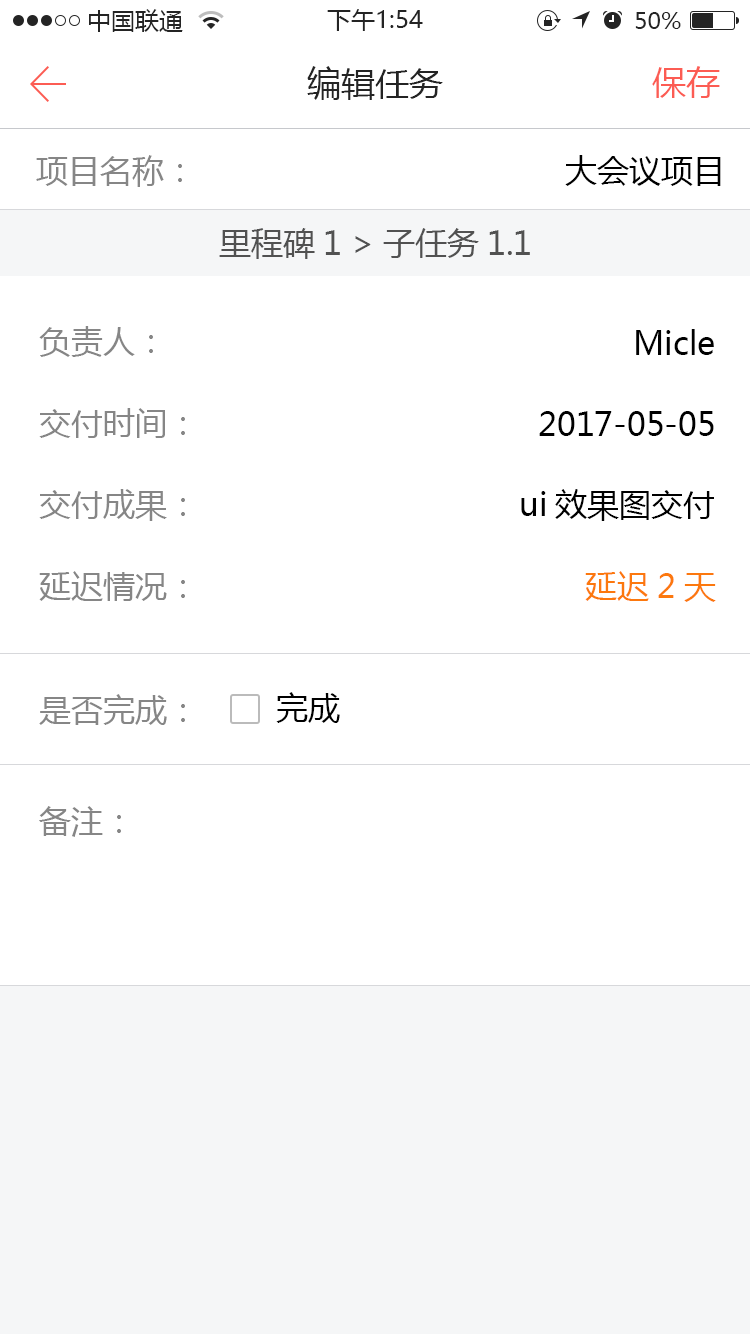 中国联通 下午1:54 50%
编辑任务 保存
项目名称： 大会议项目
里程碑 1 > 子任务 1.1
负责人： Micle
交付时间： 2017-05-05
交付成果： ui 效果图交付
延迟情况： 延迟 2 天
是否完成： 完成
备注：